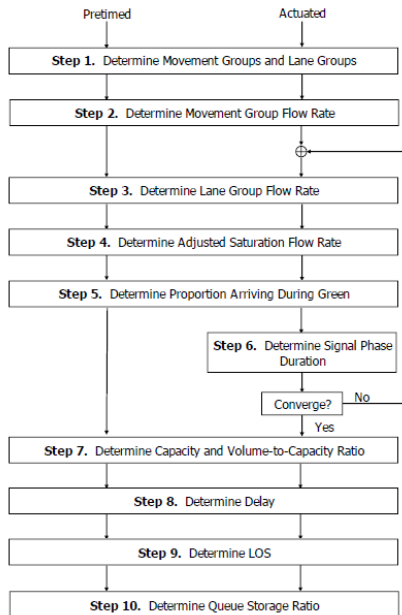 Pretimed Actuated
Step 1. Determine Movement Groups and Lane Groups
Step 2. Determine Movement Group Flow Rate
Step 3. Determine Lane Group Flow Rate
Step 4. Determine Adjusted Saturation Flow Rate
Step 5. Determine Proportion Arriving During Green
Step 6. Determine Signal Phase
Duration
Converge? No
Yes
Step 7. Determine Capacity and Volume-to-Capacity Ratio
Step 8. Determine Delay
Step 9. Determine LOS
Step 10. Determine Queue Storage Ratio